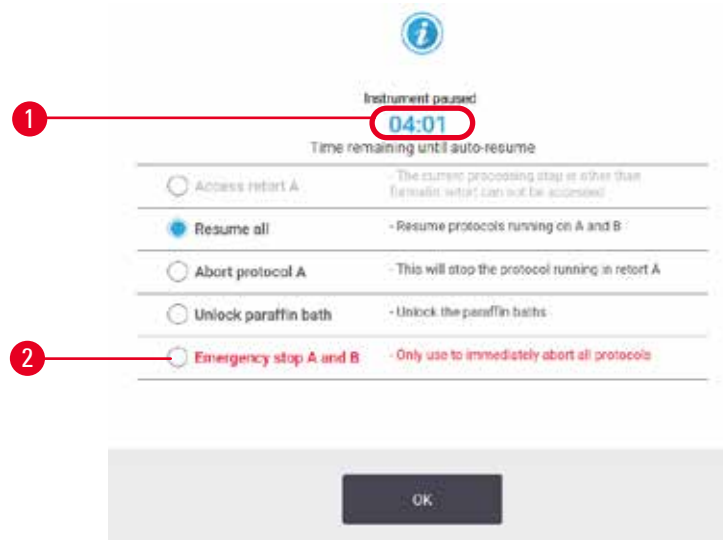 i
Instrument paused
1
04:01
Time remaining until auto-resume
Access retort A
- The current processing step is other than
formalin retort can not be accessed
Resume all
- Resume protocols running on A and B
Abort protocol A
- This will stop the protocol running in retort A
Unlock paraffin bath
- Unlock the paraffin baths
2
Emergency stop A and B
- Only use to immediately abort all protocols
OK